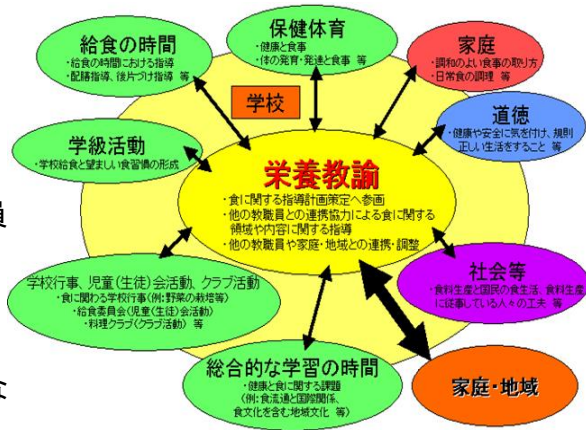 給食の時間
・給食の時間における指導
・配膳指導、後片づけ指導 等
保健体育
・健康と食事
・体の発育・発達と食事 等
家庭
・調和のよい食事の取り方
・日常食の調理 等
学校
道徳
・健康や安全に気を付け、規則
正しい生活をすること 等
学級活動
・学校給食と望ましい食習慣の形成
栄養教諭
・食に関する指導計画策定へ参画
・他の教職員との連携協力による食に関する
領域や内容に関する指導
・他の教職員や家庭・地域との連携・調整
員
学校行事、児童(生徒)会活動、クラブ活動
・食に関わる学校行事(例:野菜の栽培等)
・給食委員会(児童(生徒)会活動)
・料理クラブ(クラブ活動) 等
社会等
・食料生産と国民の食生活、食料生産
に従事している人々の工夫 等
総合的な学習の時間
・健康と食に関する課題
(例:食流通と国際関係、
食文化を含む地域文化 等)
家庭・地域
な